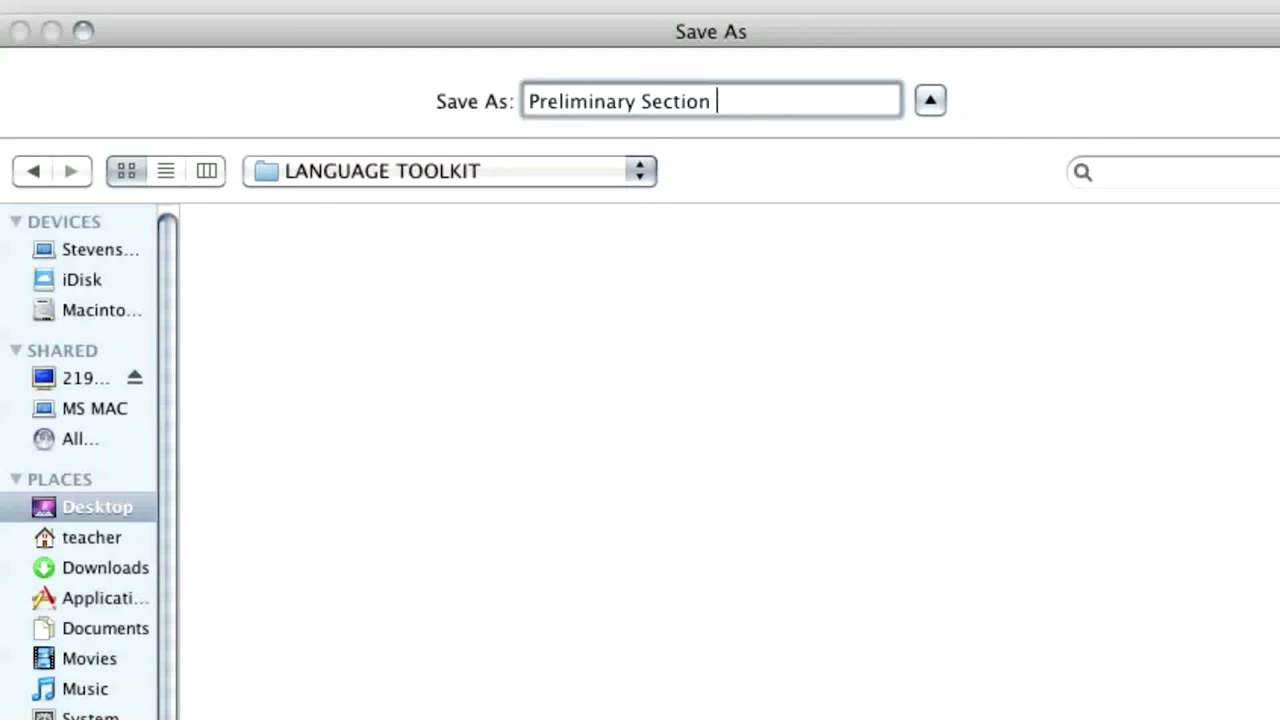 Save As
Save As: Preliminary Section
LANGUAGE TOOLKIT
DEVICES
Stevens...
iDisk
Macinto...
SHARED
219...
MS MAC
All...
PLACES
Desktop
teacher
Downloads
Applicati...
Documents
Movies
Music
System